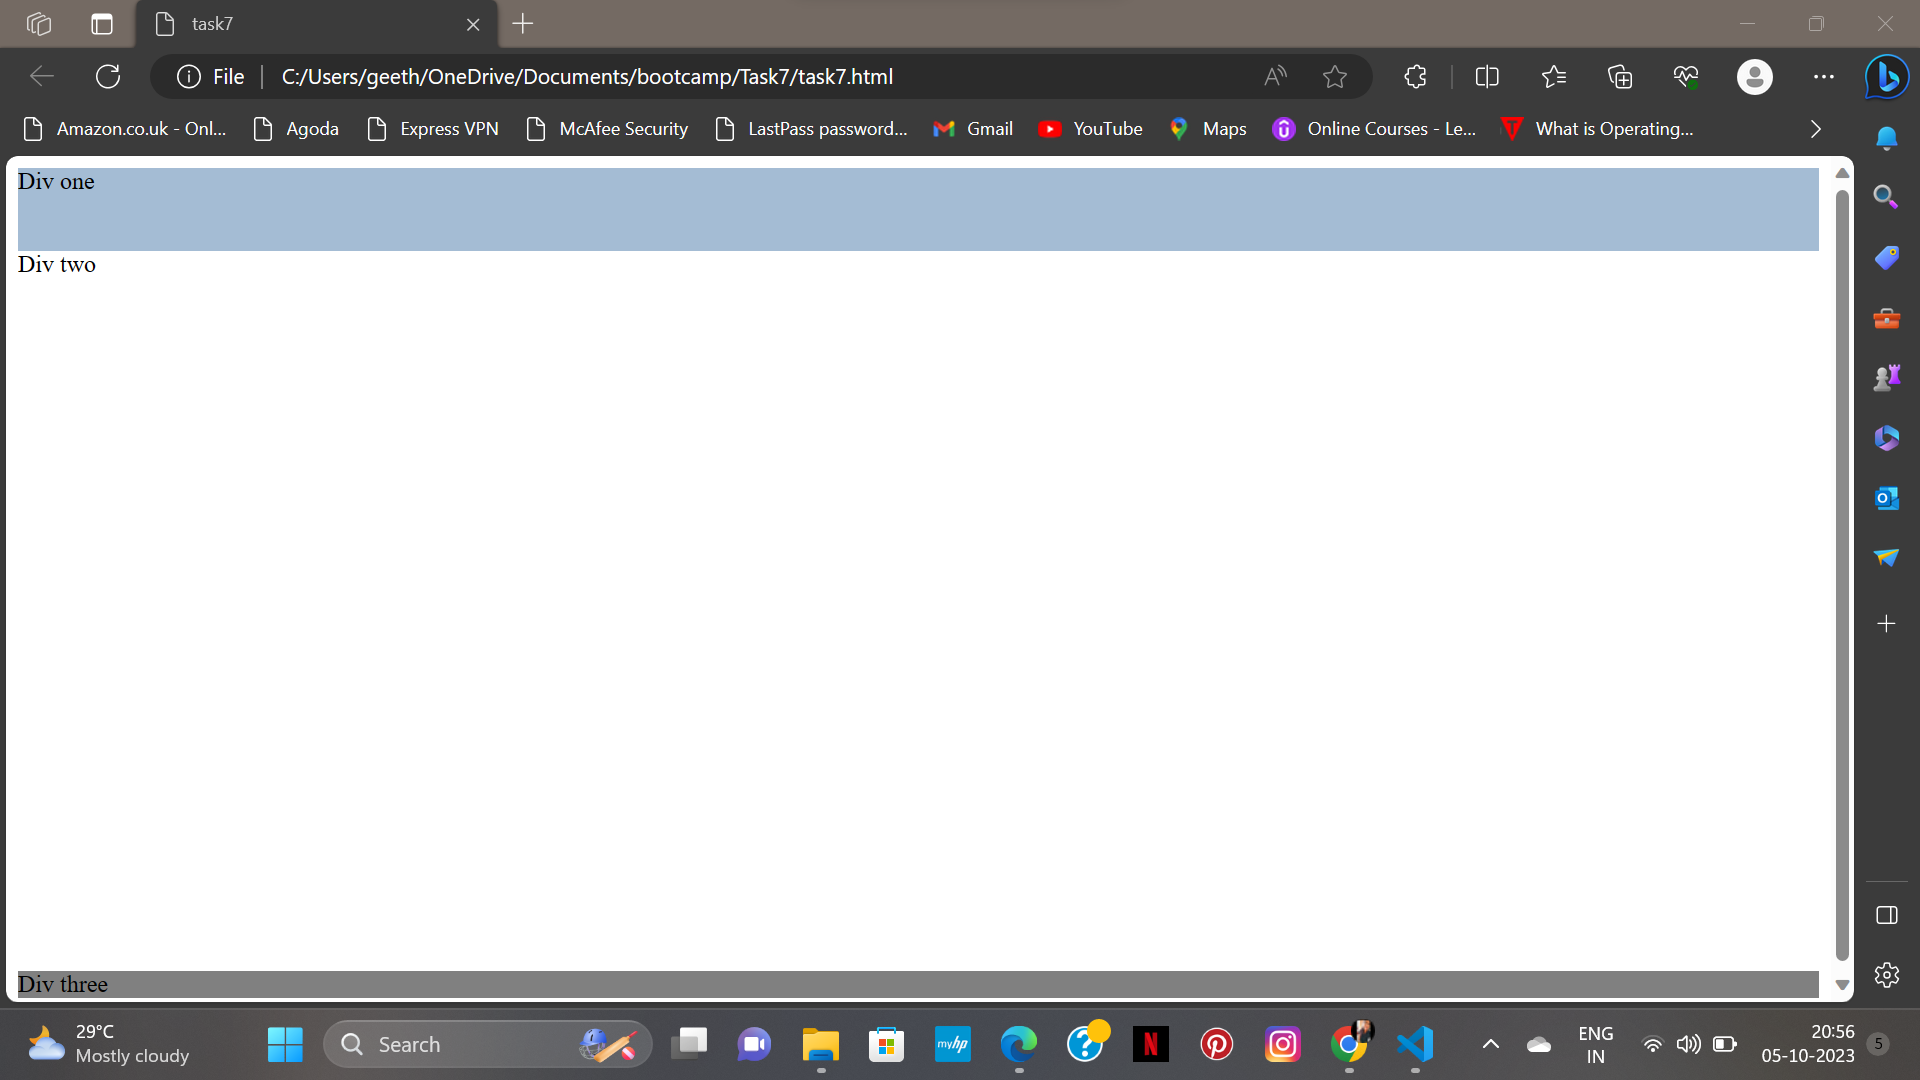 task7
File
C:/Users/geeth/OneDrive/Documents/bootcamp/Task7/task7.html
Amazon.co.uk - Onl...
Agoda
Express VPN
McAfee Security
LastPass password...
Gmail
YouTube
Maps
Online Courses - Le...
What is Operating...
Div one
Div two
Div three
29°C
Mostly cloudy
Search
myhp
ENG
IN
20:56
05-10-2023
5